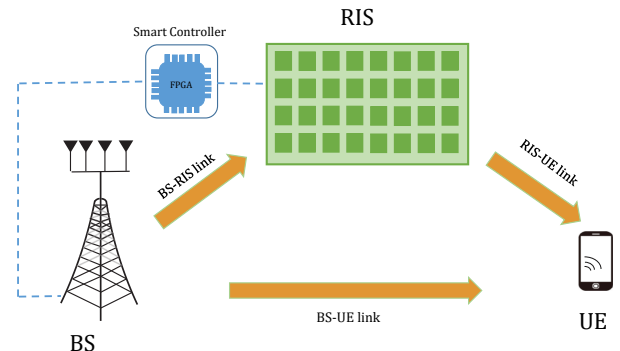 RIS
Smart Controller
FPGA
BS-RIS link
RIS-UE link
BS-UE link
BS
UE